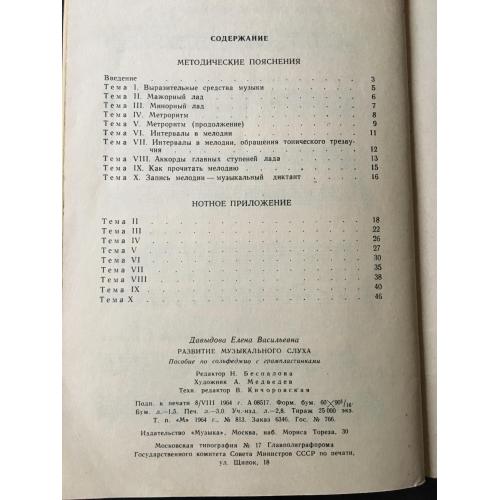 СОДЕРЖАНИЕ
МЕТОДИЧЕСКИЕ ПОЯСНЕНИЯ
Введение . . . . . . . . . . 3
Тема I. Выразительные средства музыки . . . . . 5
Тема II. Мажорный лад . . . . . . . . 6
Тема III. Минорный лад . . . . . . . . 7
Тема IV. Метроритм . . . . . . . . 8
Тема V. Метроритм (продолжение) . . . . . . 9
Тема VI. Интервалы в мелодии . . . . . . 11
Тема VII. Интервалы в мелодии, обращения тонического трезву-
чия . . . . . . . . . . 12
Тема VIII. Аккорды главных ступеней лада . . . . . 13
Тема IX. Как прочитать мелодию . . . . . . 15
Тема X. Запись мелодии — музыкальный диктант . . . . 16
НОТНОЕ ПРИЛОЖЕНИЕ
Тема II . . . . . . . . . . 18
Тема III . . . . . . . . . . 22
Тема IV . . . . . . . . . . 26
Тема V . . . . . . . . . . 27
Тема VI . . . . . . . . . . 30
Тема VII . . . . . . . . . . 35
Тема VIII . . . . . . . . . . 38
Тема IX . . . . . . . . . . 40
Тема X . . . . . . . . . . 46
Давыдова Елена Васильевна
РАЗВИТИЕ МУЗЫКАЛЬНОГО СЛУХА
Пособие по сольфеджио с грампластинками
Редактор Н. Беспалова
Художник А. Медведев
Техн. редактор В. Кичоровская
Подп. к печати 8/VIII 1964 г. А 08517. Форм. бум. 60×90¹/₁₆.
Бум. л.—1,5. Печ. л.—3,0. Уч.-изд. л.—2,8. Тираж 25 000 экз.
Т. п. «М» 1964 г., № 813. Заказ 6346. Гос. № 766.
Издательство «Музыка», Москва, наб. Мориса Тореза, 30
Московская типография № 17 Главполиграфпрома
Государственного комитета Совета Министров СССР по печати,
ул. Щипок, 18